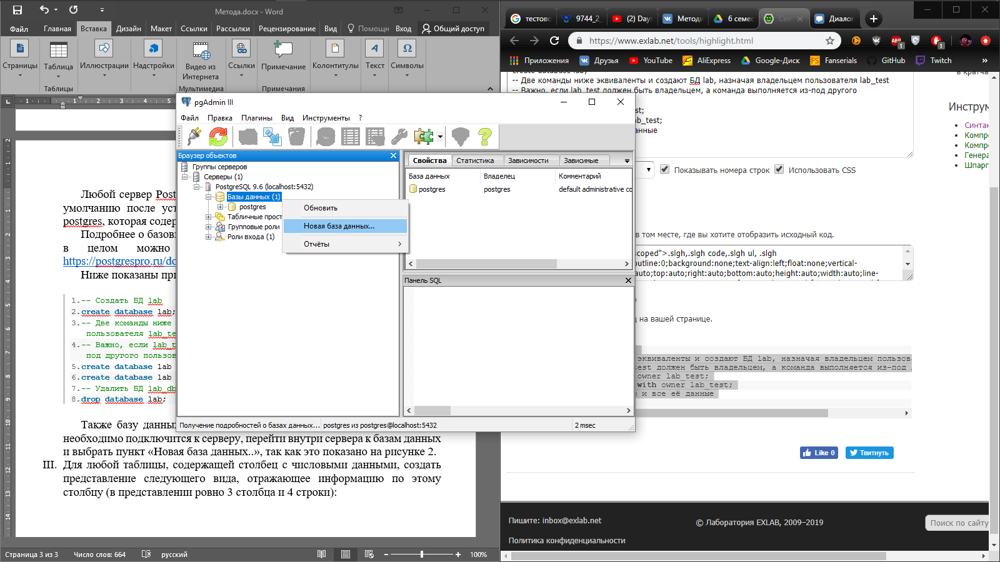 Метода.docx - Word
Файл
Главная
Вставка
Дизайн
Макет
Ссылки
Рассылки
Рецензирование
Вид
Помощн
Вход
Общий доступ
Страницы
Таблица
Иллюстрации
Надстройки
Видео из
Интернета
Ссылки
Примечание
Колонтитулы
Текст
Символы
Таблицы
Мультимедиа
Примечания
Любой сервер Post
умолчанию после уст
postgres, которая содер
Подробнее о базов
в целом можно
https://postgrespro.ru/do
Ниже показаны при
1.-- Создать БД lab
2.create database lab;
3.-- Две команды ниже
пользователя lab_te
4.-- Важно, если lab_t
под другого пользов
5.create database lab
6.create database lab
7.-- Удалить БД lab_db
8.drop database lab;
Также базу данных
необходимо подключится к серверу, перейти внутри сервера к базам данных
и выбрать пункт «Новая база данных..», так как это показано на рисунке 2.
III. Для любой таблицы, содержащей столбец с числовыми данными, создать
представление следующего вида, отражающее информацию по этому
столбцу (в представлении ровно 3 столбца и 4 строки):
Страница 3 из 3
Число слов: 664
русский
100%
pgAdmin III
Файл Правка Плагины Вид Инструменты ?
Браузер объектов
Группы серверов
Серверы (1)
PostgreSQL 9.6 (localhost:5432)
Базы данных (1)
postgres
Табличные прост
Групповые роли
Роли входа (1)
Обновить
Новая база данных...
Отчёты
Свойства
Статистика
Зависимости
Зависимые
База данных Владелец Комментарий
postgres postgres default administrative co
Панель SQL
Получение подробностей о базах данных...
postgres из postgres@localhost:5432
2 msec
тестово
9744_2_
(2) Days
Методи
6 семес
Син
Диалог
https://www.exlab.net/tools/highlight.html
Приложения
Друзья
YouTube
AliExpress
Google-Диск
Fanserials
GitHub
Twitch
-- Две команды ниже эквиваленты и создают БД lab, назначая владельцем пользователя lab_test
-- Важно, если lab_test должен быть владельцем, а команда выполняется из-под другого
st;
ab_test;
данные
Показывать номера строк
Использовать CSS
в кратча
Инструм
Синтак
Компре
Компре
Генера
Шпарг
в том месте, где вы хотите отобразить исходный код.
scoped">.slgh,.slgh code,.slgh ul, .slgh
outline:0;background:none;text-align:left;float:none;vertical-
auto;top:auto;right:auto;bottom:auto;height:auto;width:auto;line-
д на вашей странице.
эквиваленты и создают БД lab, назначая владельцем пользов
test должен быть владельцем, а команда выполняется из-под
owner lab_test;
with owner lab_test;
и все её данные
Like 0
Твитнуть
Пишите: inbox@exlab.net
© Лаборатория EXLAB, 2009–2019
Поиск по сайту
Политика конфиденциальности